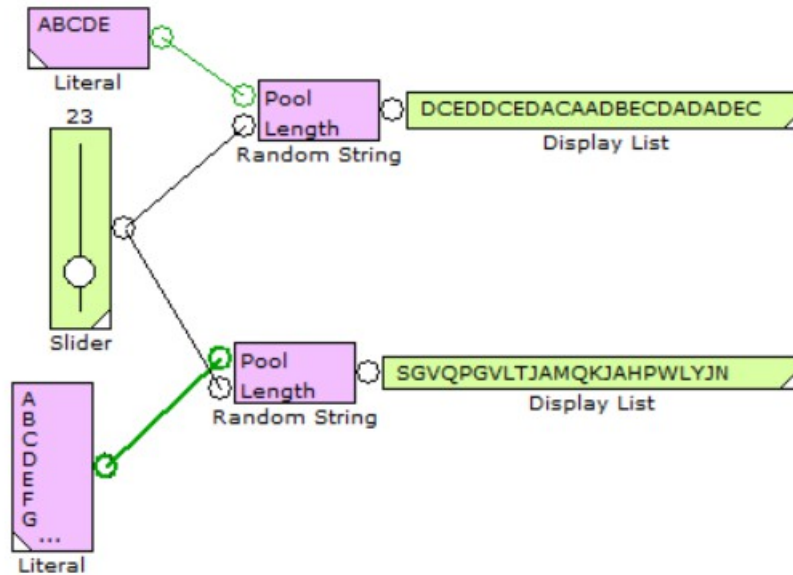 ABCDE
Literal
23
Slider
Pool
Length
Random String
DCEDDCEDACAADBECDADADEC
Display List
Pool
Length
Random String
SGVQPGVLTJAMQKJAHPWLYJN
Display List
A
B
C
D
E
F
G
...
Literal